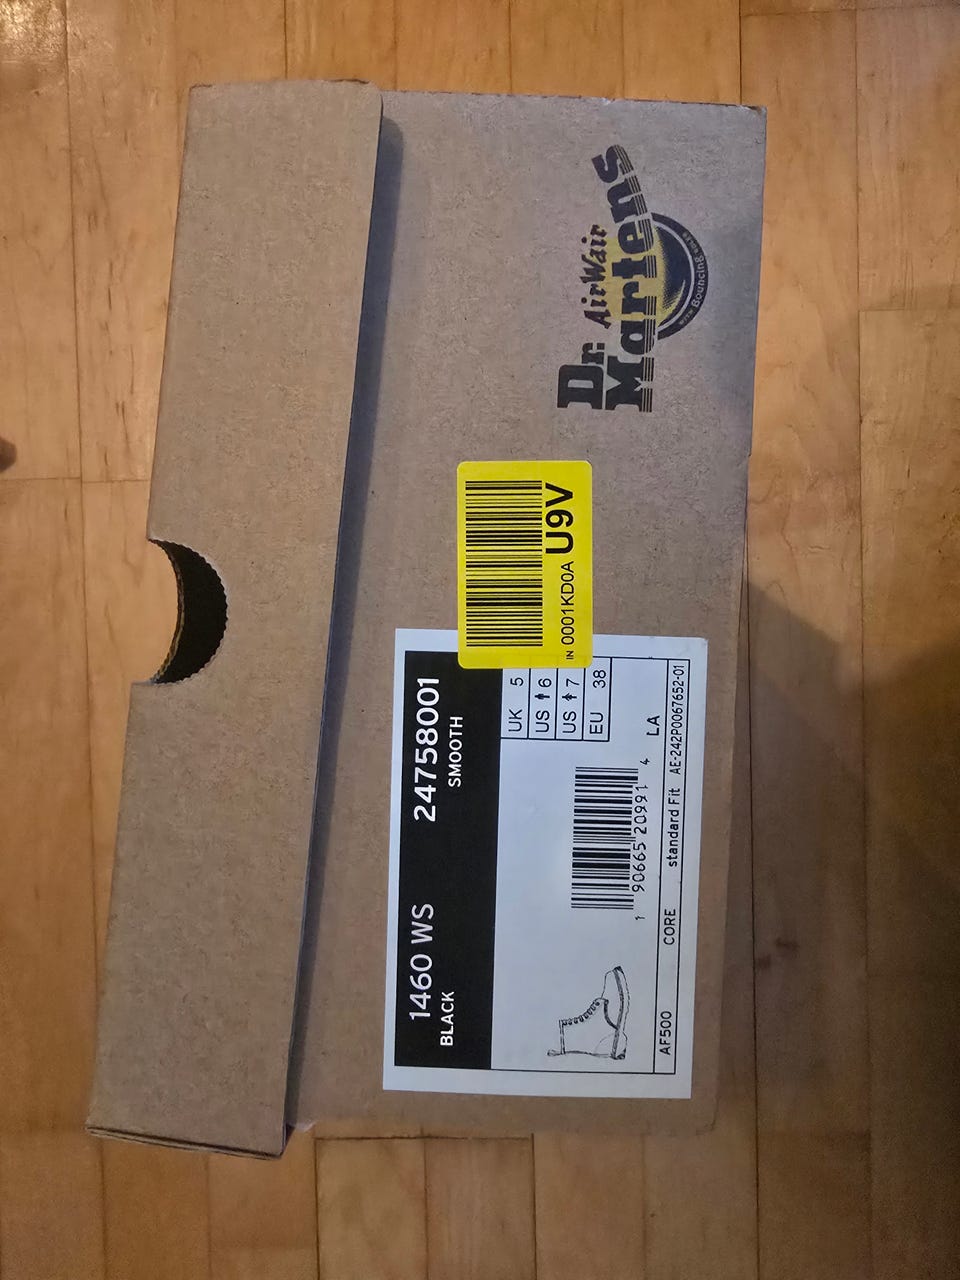 Dr. AirWair
Martens
With Bouncing Soles
U9V
IN 0001KD0A
1460 WS 24758001
BLACK SMOOTH
UK 5
US 6
US 7
EU 38
1 90665 20991 4
LA
AF500 CORE standard Fit AE-242P0067652-01